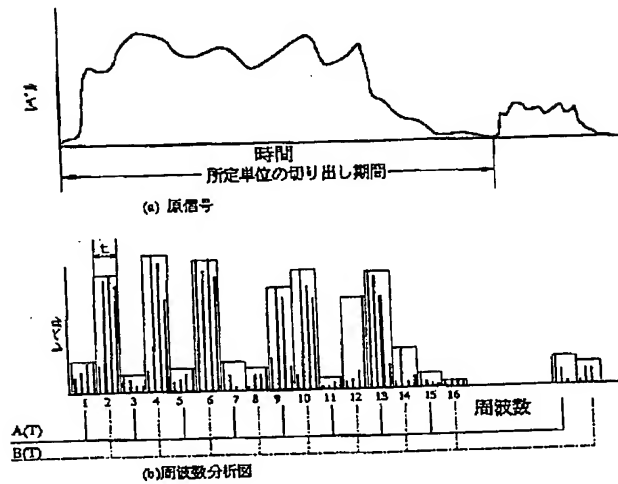 レベル
時間
所定単位の切り出し期間
(a) 原信号
t
レベル
1 2 3 4 5 6 7 8 9 10 11 12 13 14 15 16
周波数
A(T)
B(T)
(b)周波数分析図